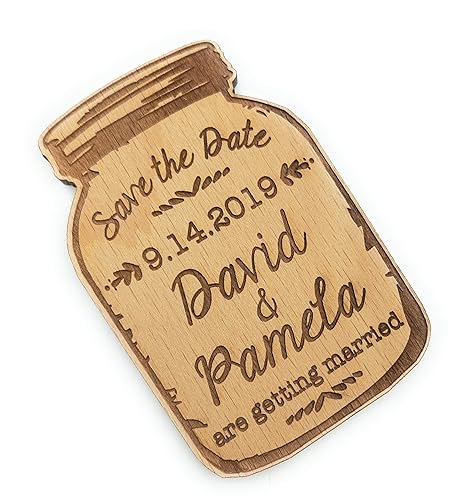 Save the Date
9.14.2019
David
&
Pamela
are getting married